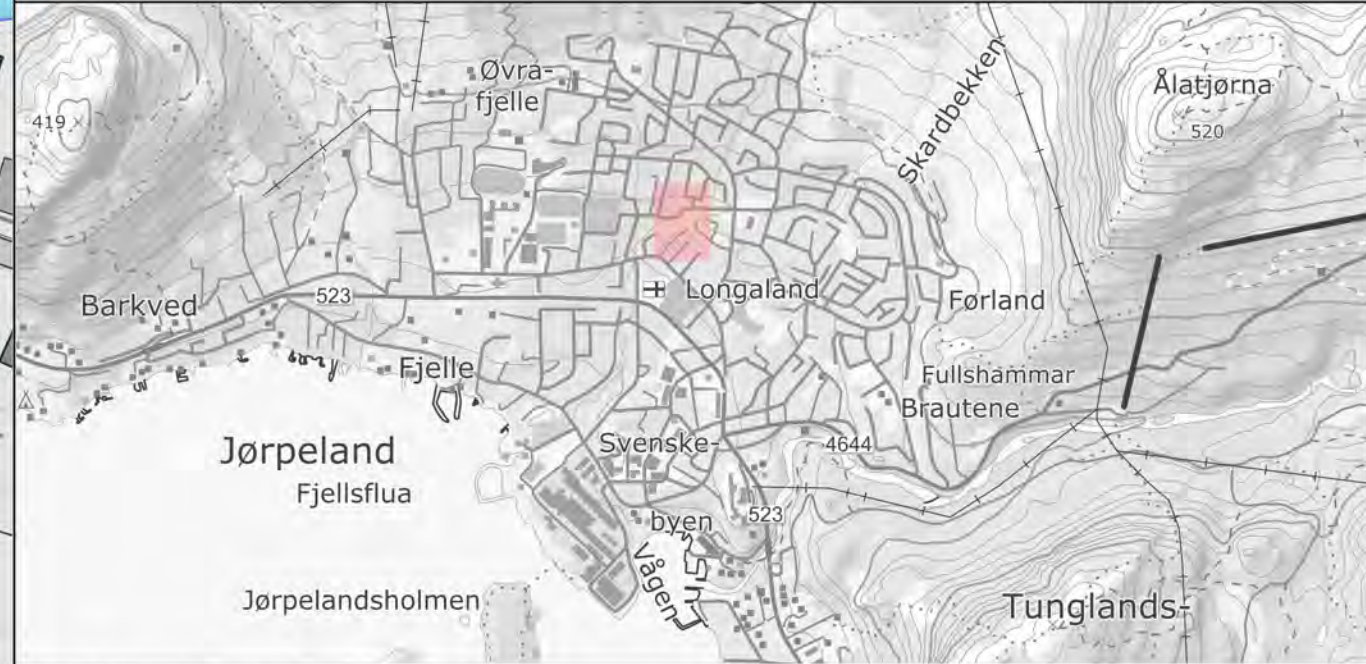 Øvra-
fjelle
Ålatjørna
520
419
Skardbekken
Longaland
Førland
Barkved
523
Fjelle
Fullshammar
Brautene
Jørpeland
Fjellsflua
Svenske-
byen
4644
523
Vågen
Jørpelandsholmen
Tunglands-